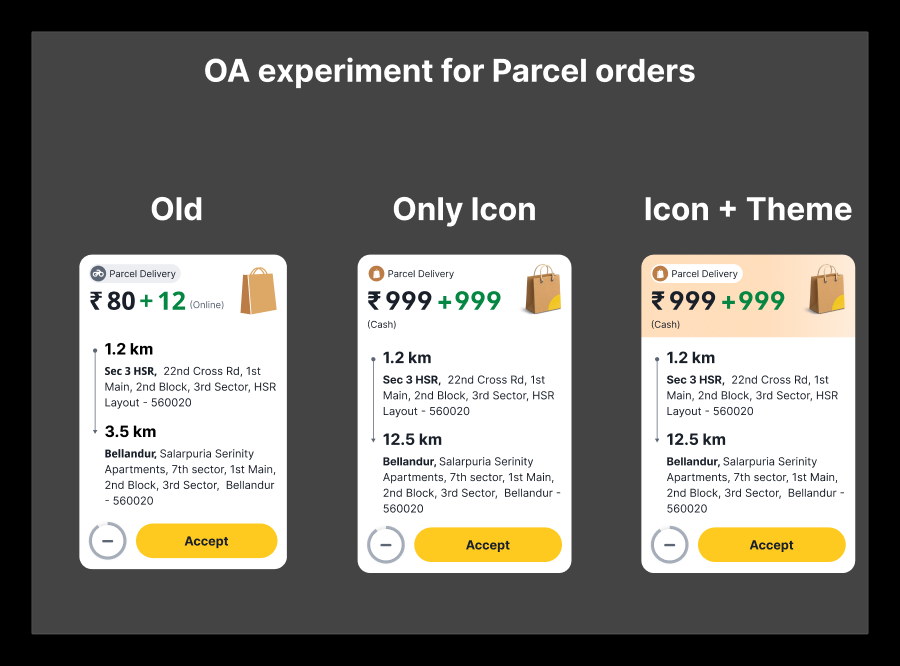 OA experiment for Parcel orders
Old
Parcel Delivery
₹ 80 + 12 (Online)
1.2 km
Sec 3 HSR, 22nd Cross Rd, 1st
Main, 2nd Block, 3rd Sector, HSR
Layout - 560020
3.5 km
Bellandur, Salarpuria Serinity
Apartments, 7th sector, 1st Main,
2nd Block, 3rd Sector, Bellandur
- 560020
Accept
Only Icon
Parcel Delivery
₹ 999 +999
(Cash)
1.2 km
Sec 3 HSR, 22nd Cross Rd, 1st
Main, 2nd Block, 3rd Sector, HSR
Layout - 560020
12.5 km
Bellandur, Salarpuria Serinity
Apartments, 7th sector, 1st Main,
2nd Block, 3rd Sector, Bellandur -
560020
Accept
Icon + Theme
Parcel Delivery
₹ 999 +999
(Cash)
1.2 km
Sec 3 HSR, 22nd Cross Rd, 1st
Main, 2nd Block, 3rd Sector, HSR
Layout - 560020
12.5 km
Bellandur, Salarpuria Serinity
Apartments, 7th sector, 1st Main,
2nd Block, 3rd Sector, Bellandur -
560020
Accept